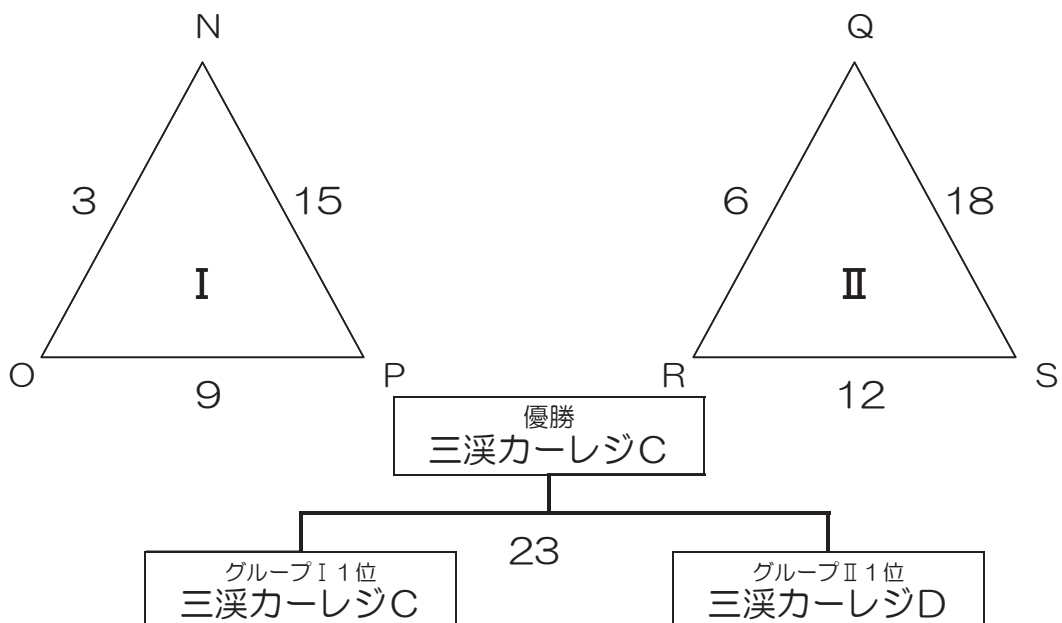 N
Q
3
15
6
18
I
II
O
P
R
S
9
12
優勝
三渓カーレジC
23
グループⅠ 1位
三渓カーレジC
グループⅡ 1位
三渓カーレジD